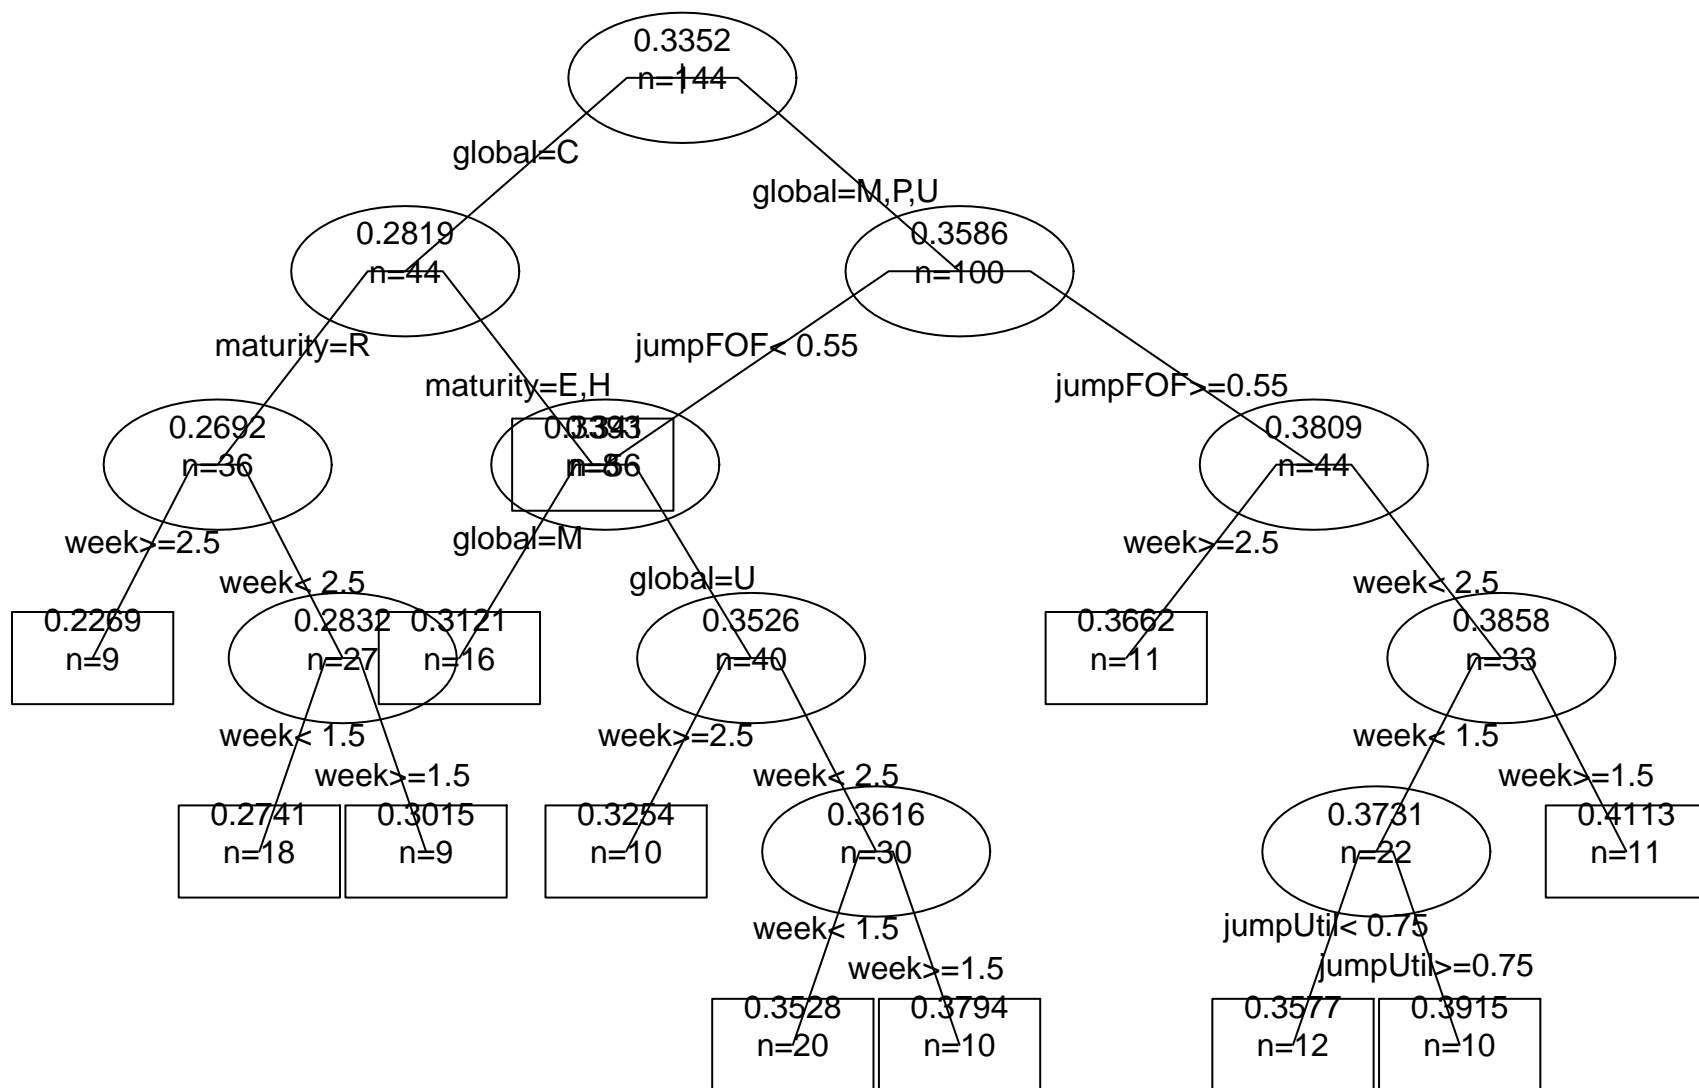 0.3352
n=144
global=C
global=M,P,U
0.2819
n=44
0.3586
n=100
maturity=R
maturity=E,H
jumpFOF< 0.55
jumpFOF>=0.55
0.2692
n=36
0.3809
n=44
week>=2.5
week< 2.5
global=M
global=U
week>=2.5
week< 2.5
0.2269
n=9
0.2832
n=27
0.3121
n=16
0.3526
n=40
0.3662
n=11
0.3858
n=33
week< 1.5
week>=1.5
week>=2.5
week< 2.5
week< 1.5
week>=1.5
0.2741
n=18
0.3015
n=9
0.3254
n=10
0.3616
n=30
0.3731
n=22
0.4113
n=11
week< 1.5
week>=1.5
jumpUtil< 0.75
jumpUtil>=0.75
0.3528
n=20
0.3794
n=10
0.3577
n=12
0.3915
n=10